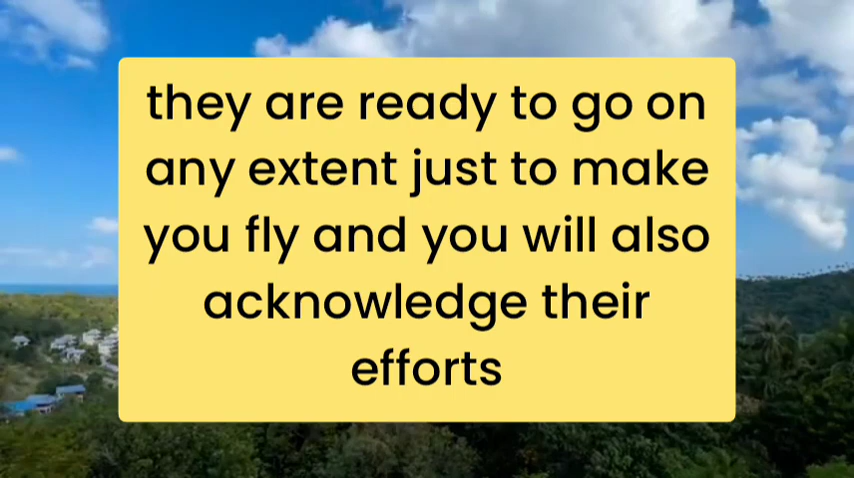 they are ready to go on
any extent just to make
you fly and you will also
acknowledge their
efforts